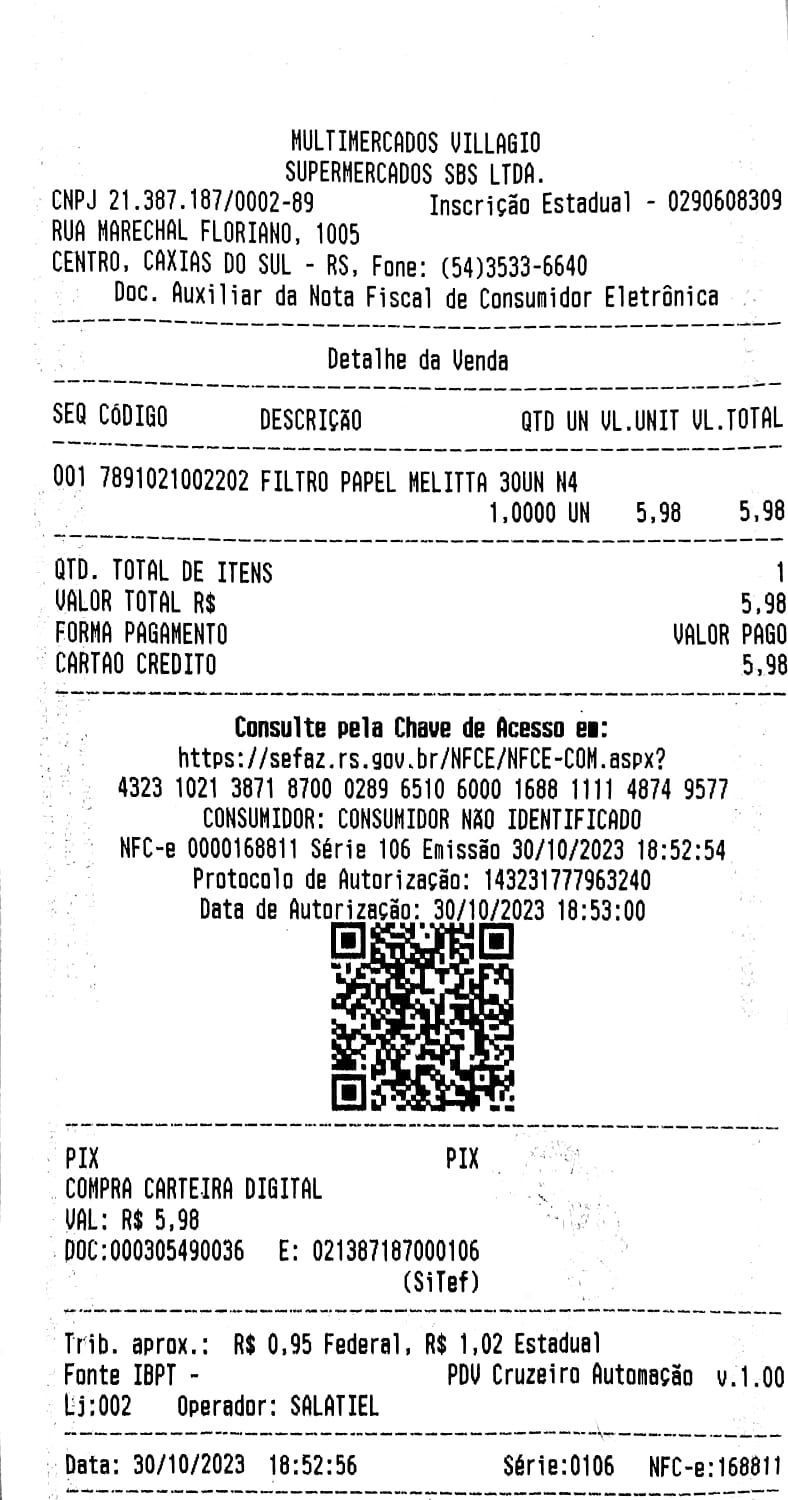 MULTIMERCADOS VILLAGIO
SUPERMERCADOS SBS LTDA.
CNPJ 21.387.187/0002-89 Inscrição Estadual - 0290608309
RUA MARECHAL FLORIANO, 1005
CENTRO, CAXIAS DO SUL - RS, Fone: (54)3533-6640
Doc. Auxiliar da Nota Fiscal de Consumidor Eletrônica
Detalhe da Venda
SEQ CóDIGO DESCRIÇÃO QTD UN VL.UNIT VL.TOTAL
001 7891021002202 FILTRO PAPEL MELITTA 30UN N4
1,0000 UN 5,98 5,98
QTD. TOTAL DE ITENS 1
VALOR TOTAL R$ 5,98
FORMA PAGAMENTO VALOR PAGO
CARTAO CREDITO 5,98
Consulte pela Chave de Acesso em:
https://sefaz.rs.gov.br/NFCE/NFCE-COM.aspx?
4323 1021 3871 8700 0289 6510 6000 1688 1111 4874 9577
CONSUMIDOR: CONSUMIDOR NÃO IDENTIFICADO
NFC-e 0000168811 Série 106 Emissão 30/10/2023 18:52:54
Protocolo de Autorização: 143231777963240
Data de Autorização: 30/10/2023 18:53:00
PIX PIX
COMPRA CARTEIRA DIGITAL
VAL: R$ 5,98
DOC:000305490036 E: 021387187000106
(SiTef)
Trib. aprox.: R$ 0,95 Federal, R$ 1,02 Estadual
Fonte IBPT - PDV Cruzeiro Automação v.1.00
Lj:002 Operador: SALATIEL
Data: 30/10/2023 18:52:56 Série:0106 NFC-e:168811